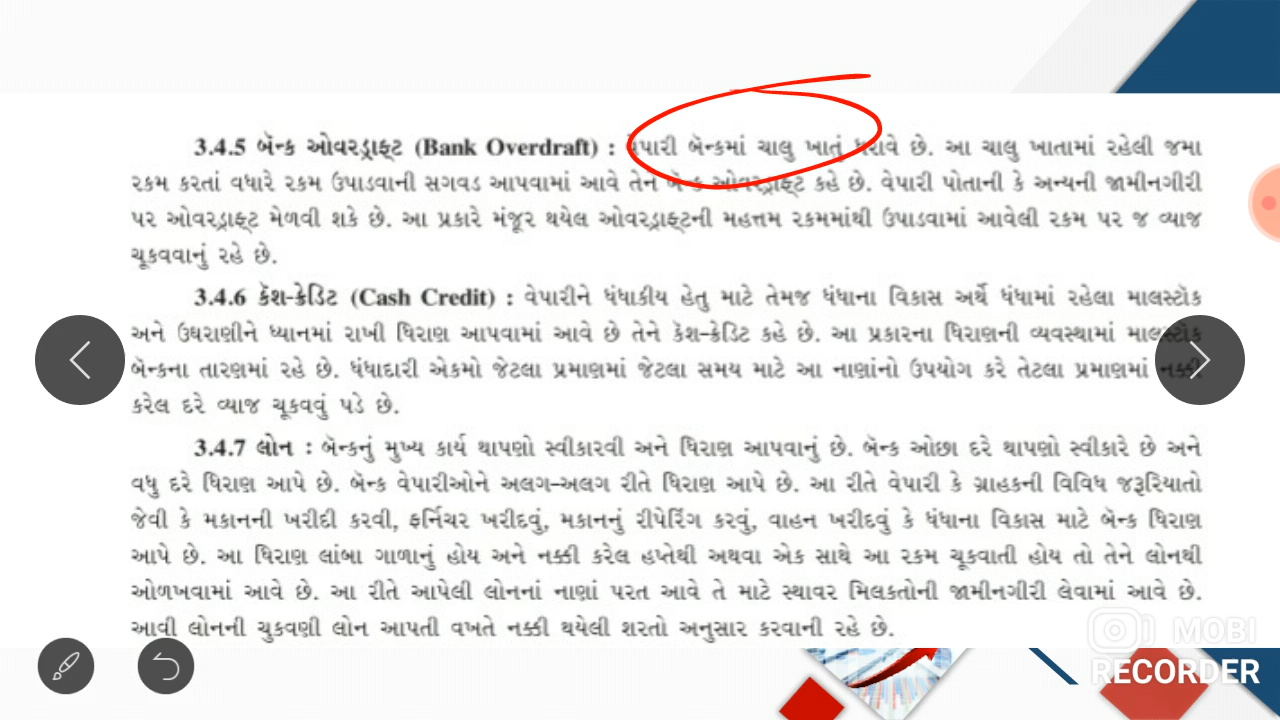 3.4.5 બૅન્ક ઓવરડ્રાફ્ટ (Bank Overdraft) : વેપારી બૅન્કમાં ચાલુ ખાતું ધરાવે છે. આ ચાલુ ખાતામાં રહેલી જમા
રકમ કરતાં વધારે રકમ ઉપાડવાની સગવડ આપવામાં આવે તેને બૅન્ક ઓવરડ્રાફ્ટ કહે છે. વેપારી પોતાની કે અન્યની જામીનગીરી
પર ઓવરડ્રાફ્ટ મેળવી શકે છે. આ પ્રકારે મંજૂર થયેલ ઓવરડ્રાફ્ટની મહત્તમ રકમમાંથી ઉપાડવામાં આવેલી રકમ પર જ વ્યાજ
ચૂકવવાનું રહે છે.
3.4.6 કૅશ-ક્રેડિટ (Cash Credit) : વેપારીને ધંધાકીય હેતુ માટે તેમજ ધંધાના વિકાસ અર્થે ધંધામાં રહેલા માલસ્ટૉક
અને ઉઘરાણીને ધ્યાનમાં રાખી ધિરાણ આપવામાં આવે છે તેને કૅશ-ક્રેડિટ કહે છે. આ પ્રકારના ધિરાણની વ્યવસ્થામાં માલસ્ટૉક
બૅન્કના તારણમાં રહે છે. ધંધાદારી એકમો જેટલા પ્રમાણમાં જેટલા સમય માટે આ નાણાંનો ઉપયોગ કરે તેટલા પ્રમાણમાં નક્કી
કરેલ દરે વ્યાજ ચૂકવવું પડે છે.
3.4.7 લોન : બૅન્કનું મુખ્ય કાર્ય થાપણો સ્વીકારવી અને ધિરાણ આપવાનું છે. બૅન્ક ઓછા દરે થાપણો સ્વીકારે છે અને
વધુ દરે ધિરાણ આપે છે. બૅન્ક વેપારીઓને અલગ-અલગ રીતે ધિરાણ આપે છે. આ રીતે વેપારી કે ગ્રાહકની વિવિધ જરૂરિયાતો
જેવી કે મકાનની ખરીદી કરવી, ફર્નિચર ખરીદવું, મકાનનું રીપેરિંગ કરવું, વાહન ખરીદવું કે ધંધાના વિકાસ માટે બૅન્ક ધિરાણ
આપે છે. આ ધિરાણ લાંબા ગાળાનું હોય અને નક્કી કરેલ હપ્તેથી અથવા એક સાથે આ રકમ ચૂકવાતી હોય તો તેને લોનથી
ઓળખવામાં આવે છે. આ રીતે આપેલી લોનનાં નાણાં પરત આવે તે માટે સ્થાવર મિલકતોની જામીનગીરી લેવામાં આવે છે.
આવી લોનની ચુકવણી લોન આપતી વખતે નક્કી થયેલી શરતો અનુસાર કરવાની રહે છે.
MOBI
RECORDER